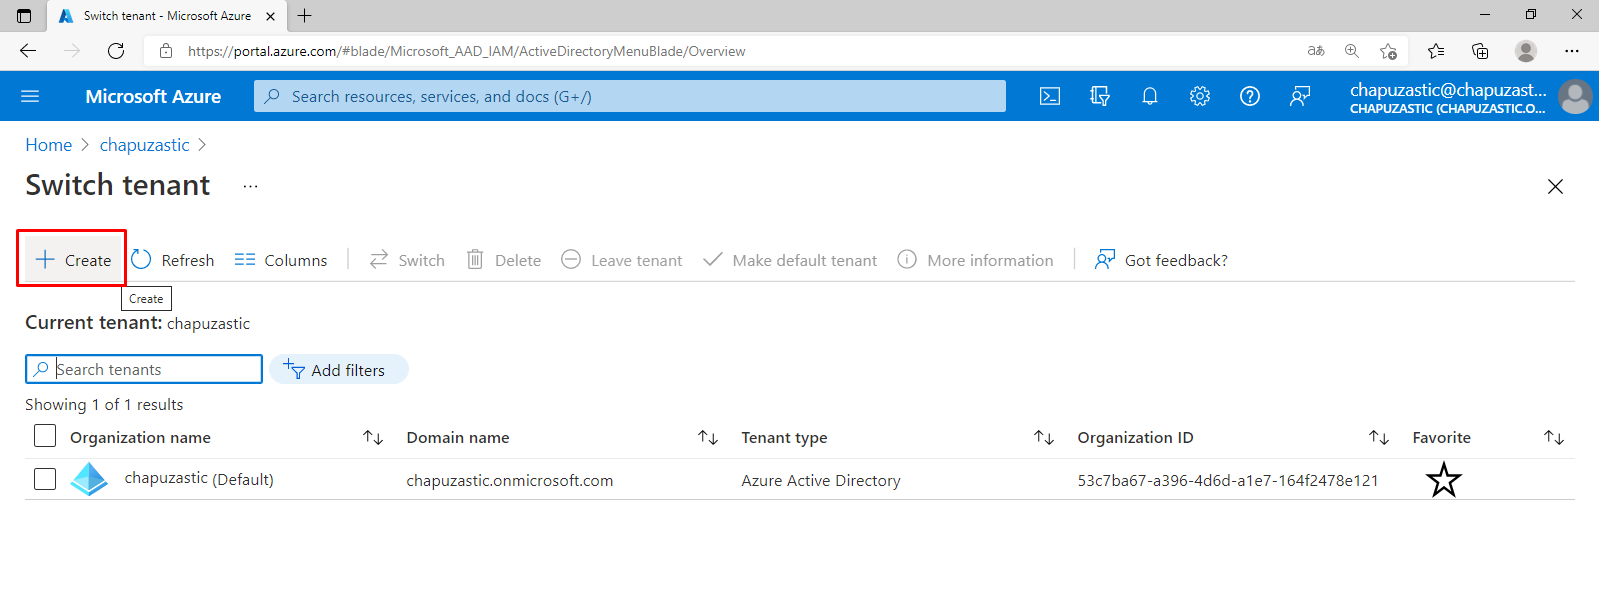 Switch tenant - Microsoft Azure
https://portal.azure.com/#blade/Microsoft_AAD_IAM/ActiveDirectoryMenuBlade/Overview
aあ
Microsoft Azure
Search resources, services, and docs (G+/)
chapuzastic@chapuzast...
CHAPUZASTIC (CHAPUZASTIC.O...
Home > chapuzastic >
Switch tenant ...
Create Refresh Columns Switch Delete Leave tenant Make default tenant More information Got feedback?
Create
Current tenant: chapuzastic
Search tenants Add filters
Showing 1 of 1 results
Organization name Domain name Tenant type Organization ID Favorite
chapuzastic (Default) chapuzastic.onmicrosoft.com Azure Active Directory 53c7ba67-a396-4d6d-a1e7-164f2478e121